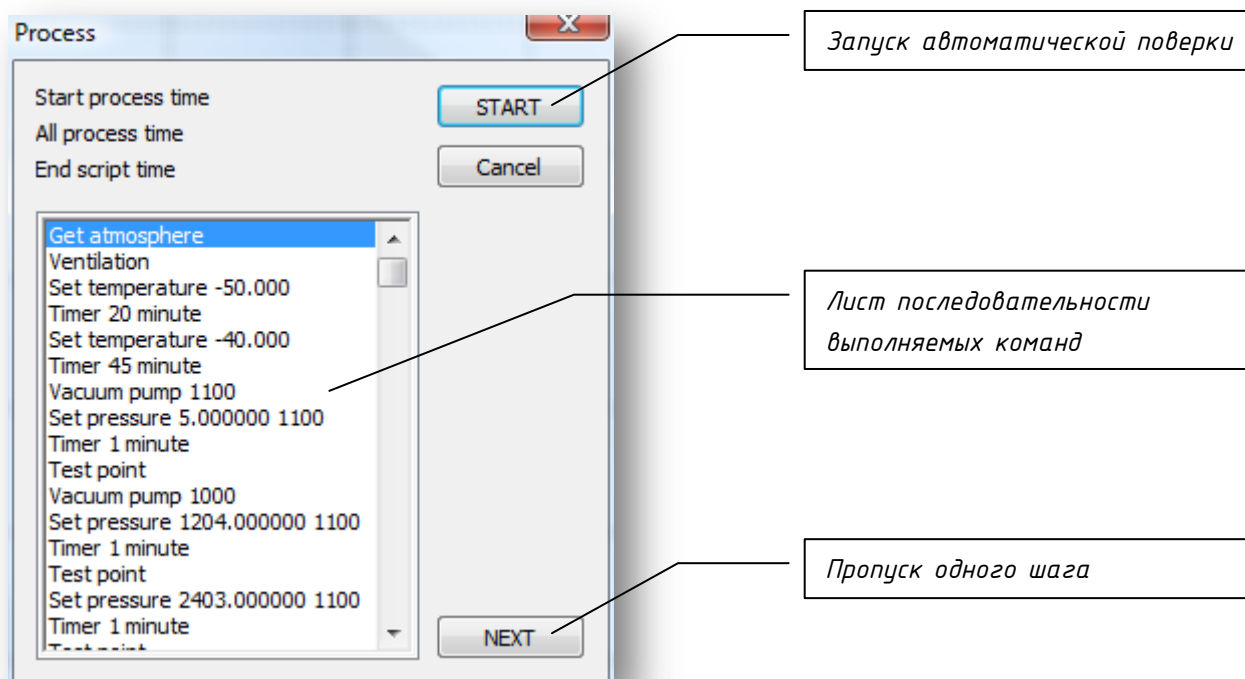 Process
Запуск автоматической поверки
Start process time
START
All process time
End script time
Cancel
Get atmosphere
Ventilation
Set temperature -50.000
Timer 20 minute
Set temperature -40.000
Timer 45 minute
Vacuum pump 1100
Set pressure 5.000000 1100
Timer 1 minute
Test point
Vacuum pump 1000
Set pressure 1204.000000 1100
Timer 1 minute
Test point
Set pressure 2403.000000 1100
Timer 1 minute
Test point
Лист последовательности
выполняемых команд
Пропуск одного шага
NEXT